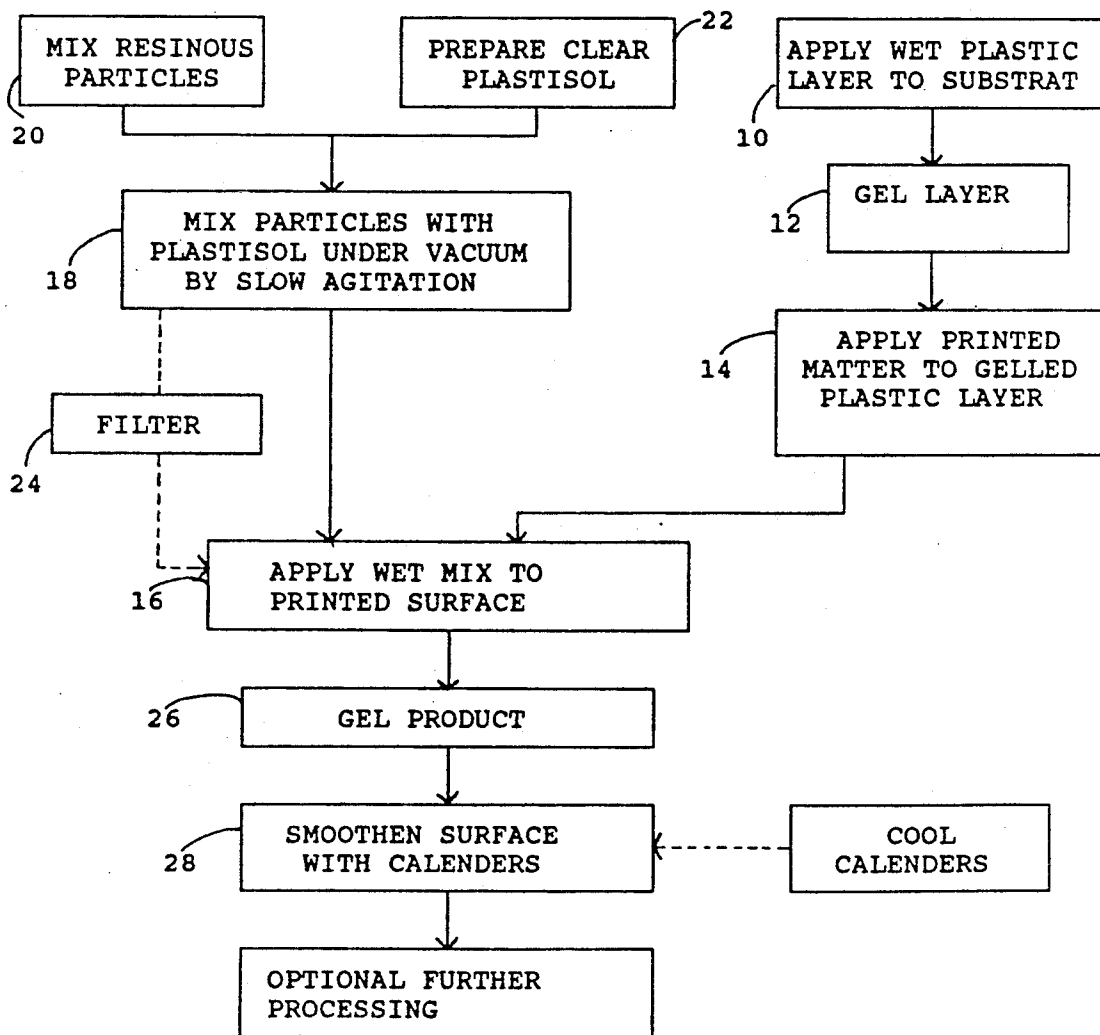 MIX RESINOUS
PARTICLES
20
PREPARE CLEAR
PLASTISOL
22
APPLY WET PLASTIC
LAYER TO SUBSTRAT
10
GEL LAYER
12
MIX PARTICLES WITH
PLASTISOL UNDER VACUUM
BY SLOW AGITATION
18
APPLY PRINTED
MATTER TO GELLED
PLASTIC LAYER
14
FILTER
24
APPLY WET MIX TO
PRINTED SURFACE
16
GEL PRODUCT
26
SMOOTHEN SURFACE
WITH CALENDERS
28
COOL
CALENDERS
OPTIONAL FURTHER
PROCESSING